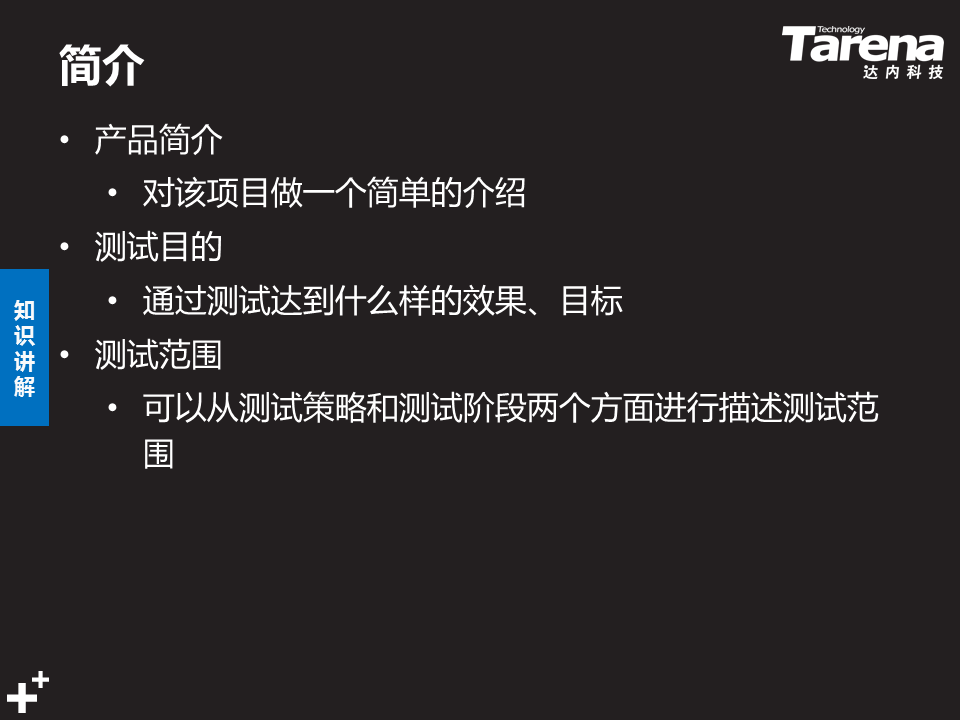 简介
Technology
Tarena
达内科技
• 产品简介
• 对该项目做一个简单的介绍
• 测试目的
• 通过测试达到什么样的效果、目标
• 测试范围
• 可以从测试策略和测试阶段两个方面进行描述测试范
围
知
识
讲
解